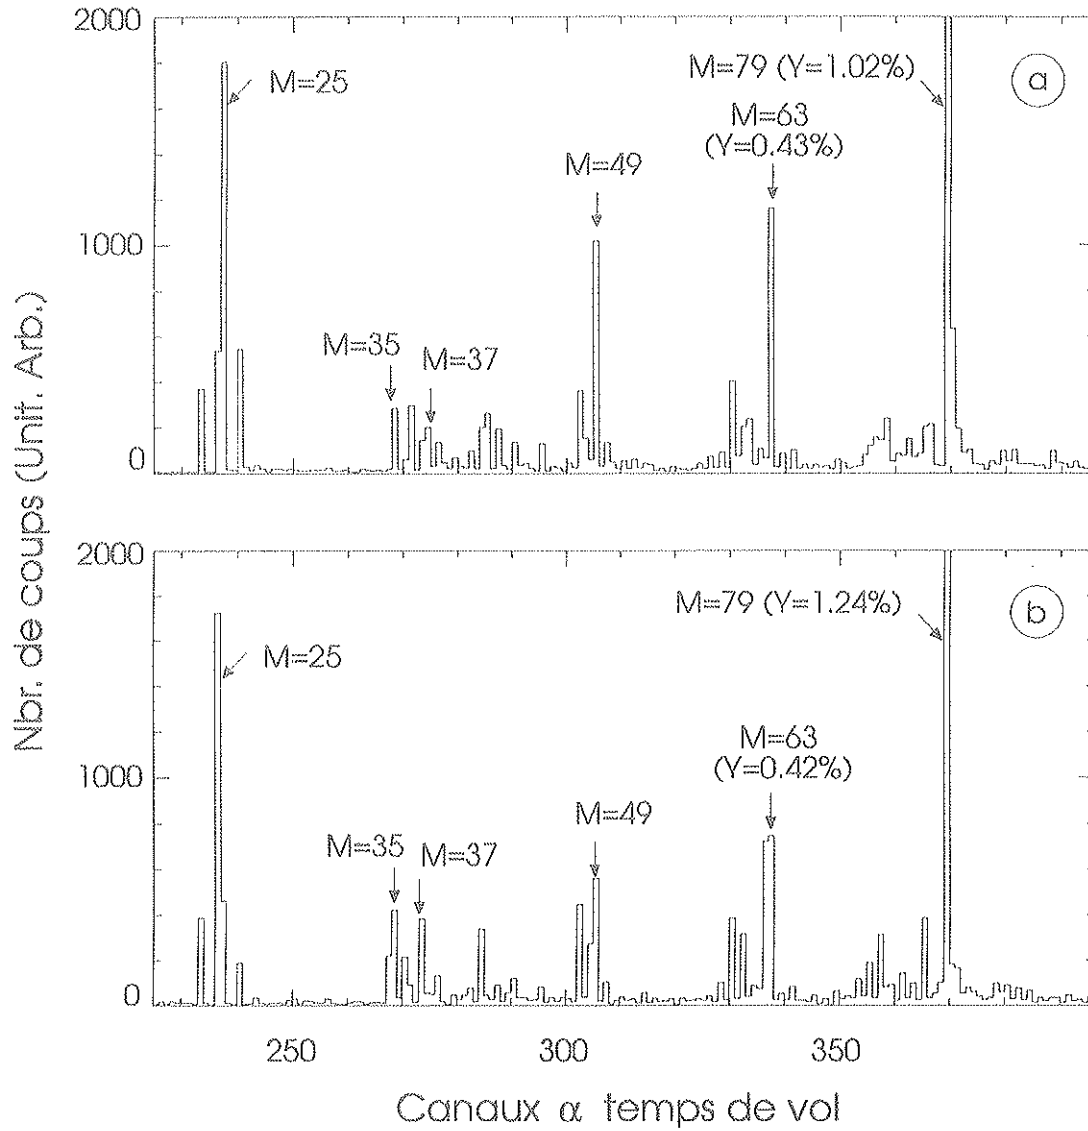 2000
M=25
M=79 (Y=1.02%)
a
M=63
(Y=0.43%)
M=49
1000
M=35
M=37
0
Nbr. de coups (Unit. Arb.)
2000
M=79 (Y=1.24%)
b
M=25
M=63
(Y=0.42%)
1000
M=49
M=35
M=37
0
250
300
350
Canaux α temps de vol